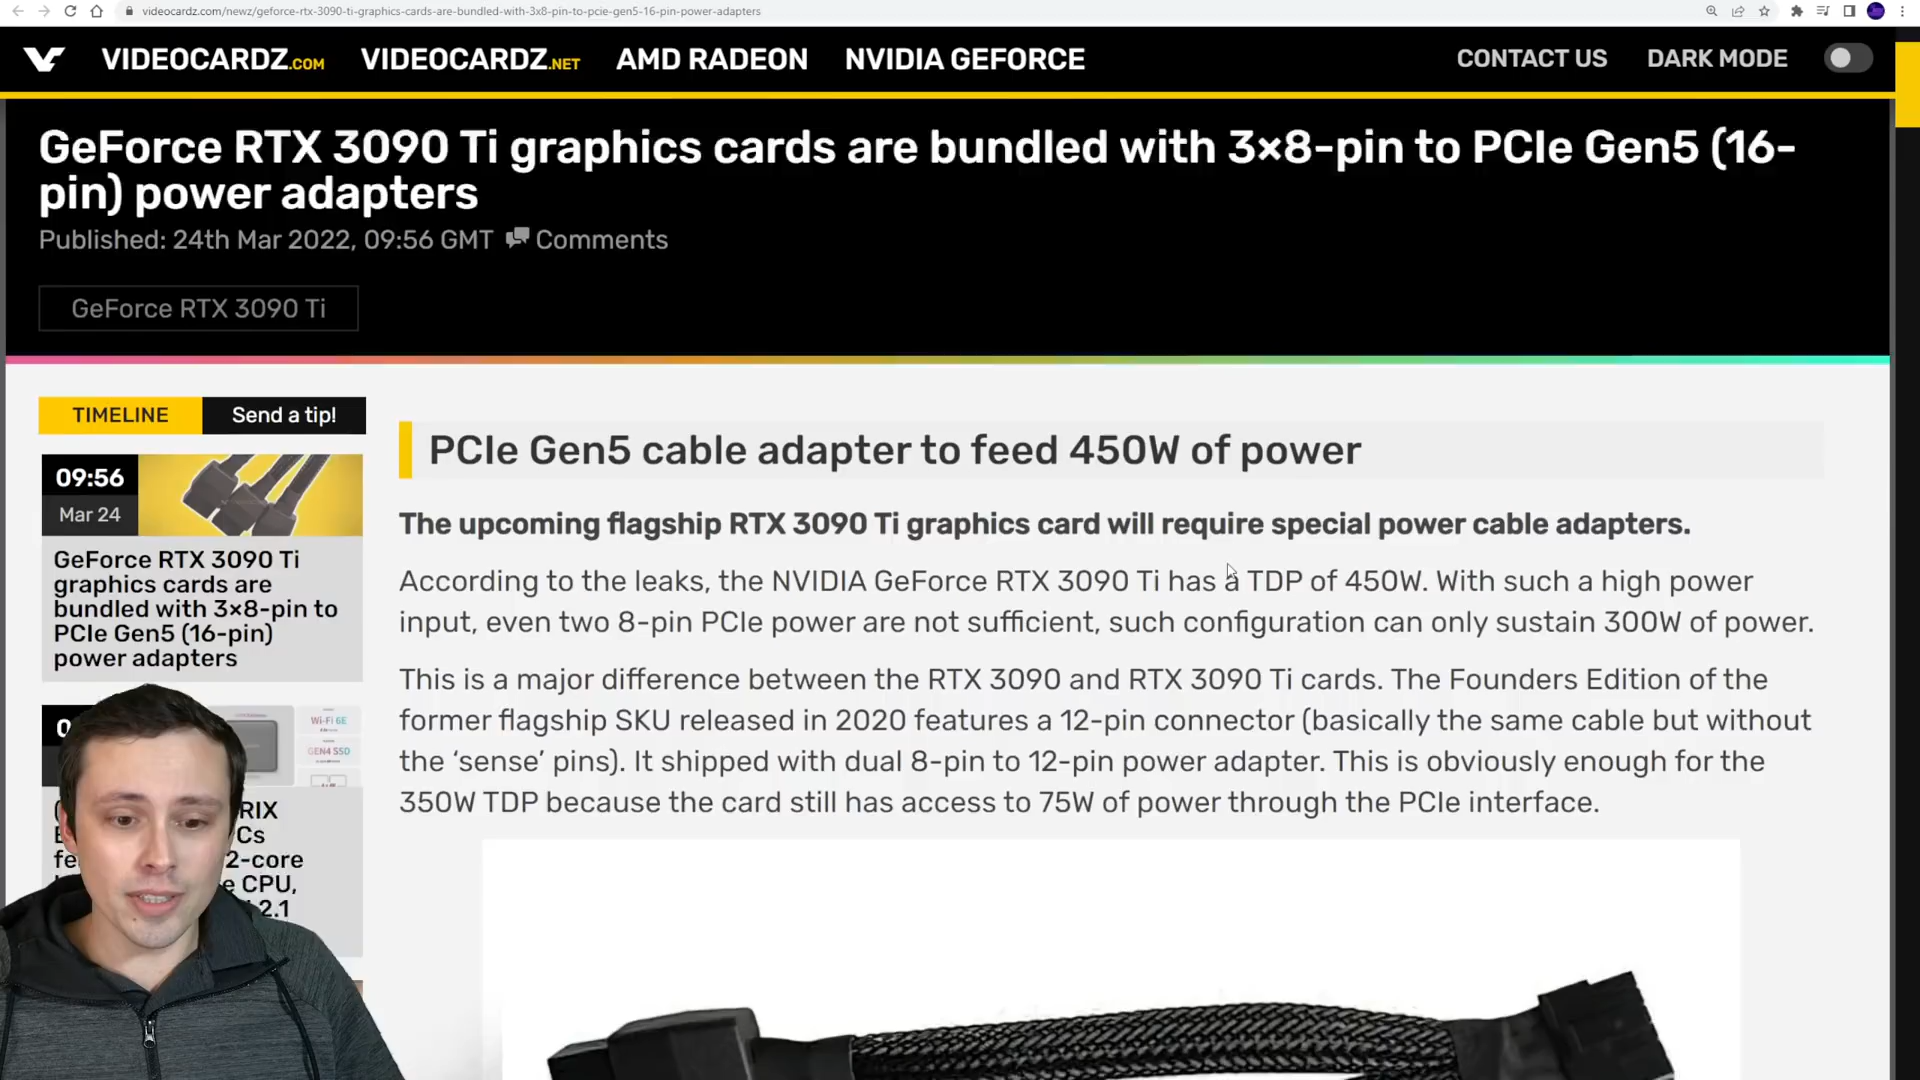 videocardz.com/newz/geforce-rtx-3090-ti-graphics-cards-are-bundled-with-3x8-pin-to-pcie-gen5-16-pin-power-adapters
VIDEOCARDZ.COM VIDEOCARDZ.NET AMD RADEON NVIDIA GEFORCE CONTACT US DARK MODE
GeForce RTX 3090 Ti graphics cards are bundled with 3×8-pin to PCIe Gen5 (16-
pin) power adapters
Published: 24th Mar 2022, 09:56 GMT Comments
GeForce RTX 3090 Ti
TIMELINE Send a tip!
09:56
Mar 24
GeForce RTX 3090 Ti
graphics cards are
bundled with 3×8-pin to
PCIe Gen5 (16-pin)
power adapters
Wi-Fi 6E
GEN4 SSD
RIX
Cs
2-core
e CPU,
2.1
PCIe Gen5 cable adapter to feed 450W of power
The upcoming flagship RTX 3090 Ti graphics card will require special power cable adapters.
According to the leaks, the NVIDIA GeForce RTX 3090 Ti has a TDP of 450W. With such a high power
input, even two 8-pin PCIe power are not sufficient, such configuration can only sustain 300W of power.
This is a major difference between the RTX 3090 and RTX 3090 Ti cards. The Founders Edition of the
former flagship SKU released in 2020 features a 12-pin connector (basically the same cable but without
the ‘sense’ pins). It shipped with dual 8-pin to 12-pin power adapter. This is obviously enough for the
350W TDP because the card still has access to 75W of power through the PCIe interface.